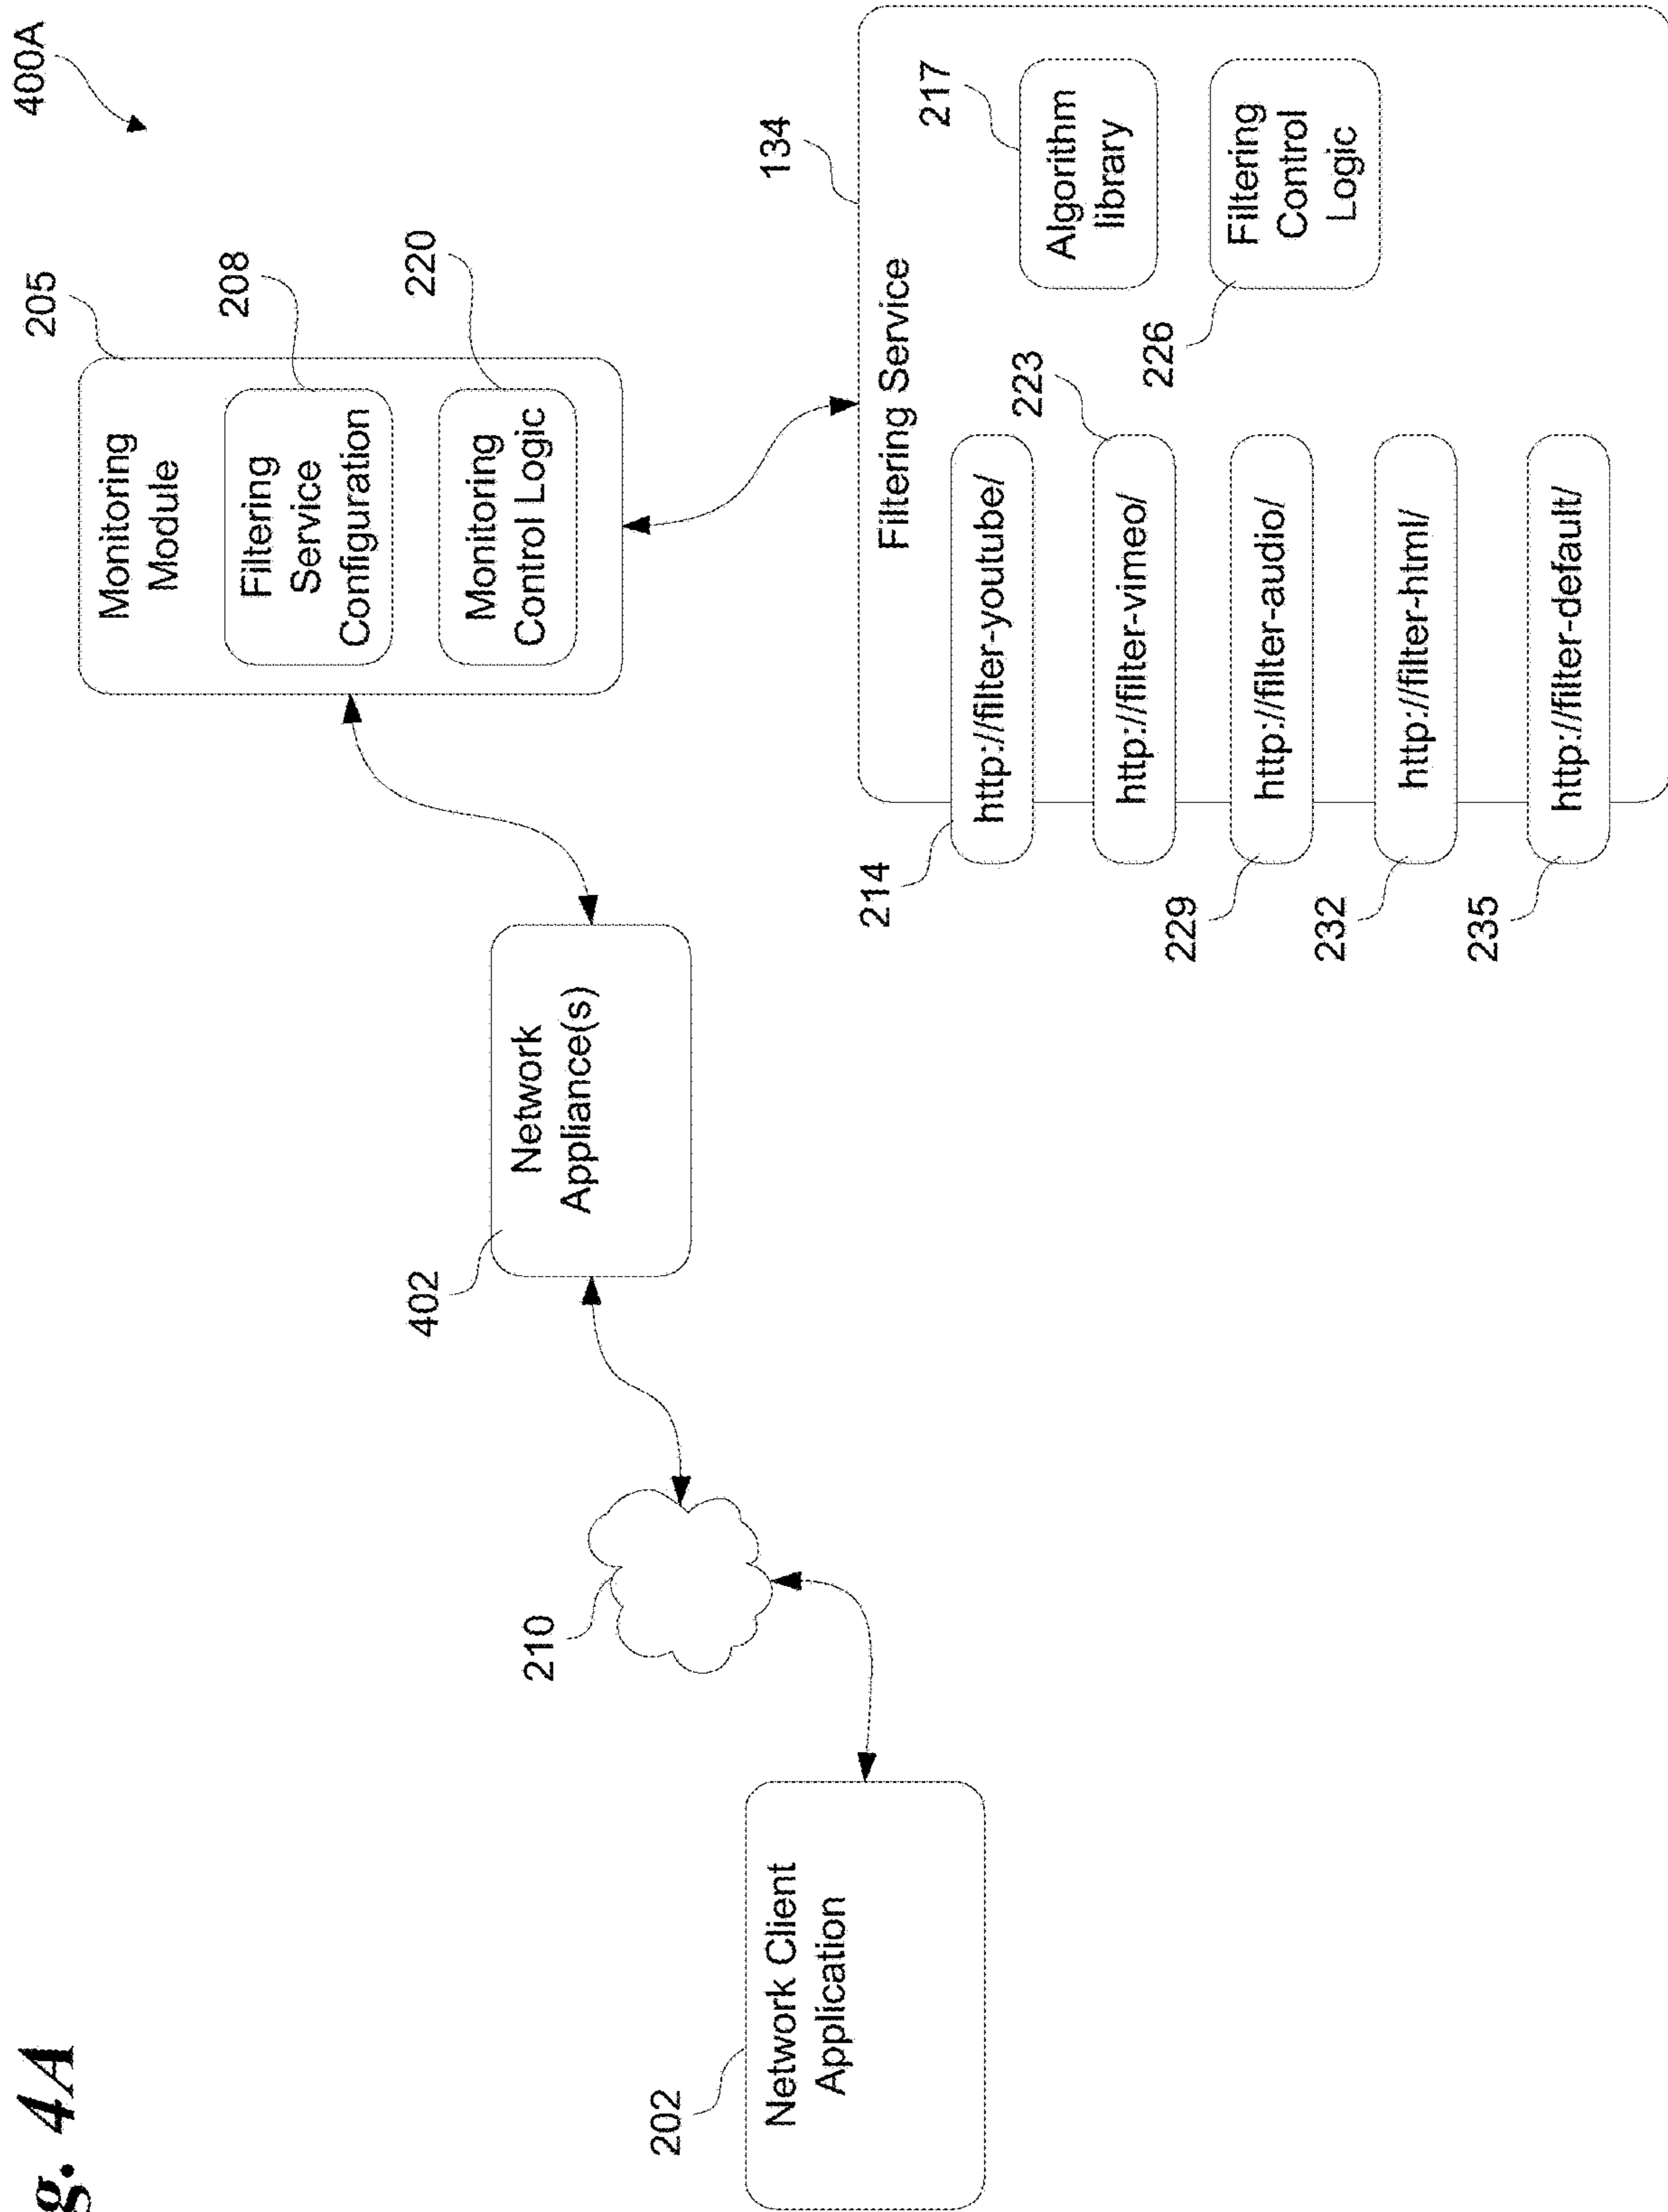 g. 4A
400A
205
Monitoring
Module
208
Filtering
Service
Configuration
220
Monitoring
Control Logic
402
Network
Appliance(s)
210
202
Network Client
Application
134
Filtering Service
214
http://filter-youtube/
223
http://filter-vimeo/
229
http://filter-audio/
232
http://filter-html/
235
http://filter-default/
217
Algorithm
library
226
Filtering
Control
Logic